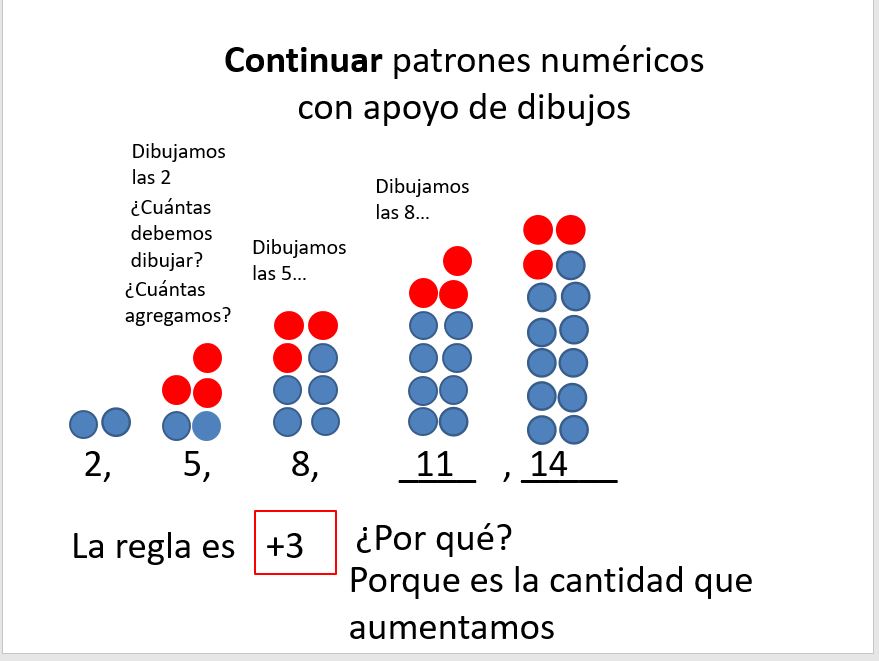 Continuar patrones numéricos
con apoyo de dibujos
Dibujamos
las 2
¿Cuántas
debemos
dibujar?
¿Cuántas
agregamos?
Dibujamos
las 5...
Dibujamos
las 8...
2, 5, 8, 11 , 14
La regla es +3 ¿Por qué?
Porque es la cantidad que
aumentamos